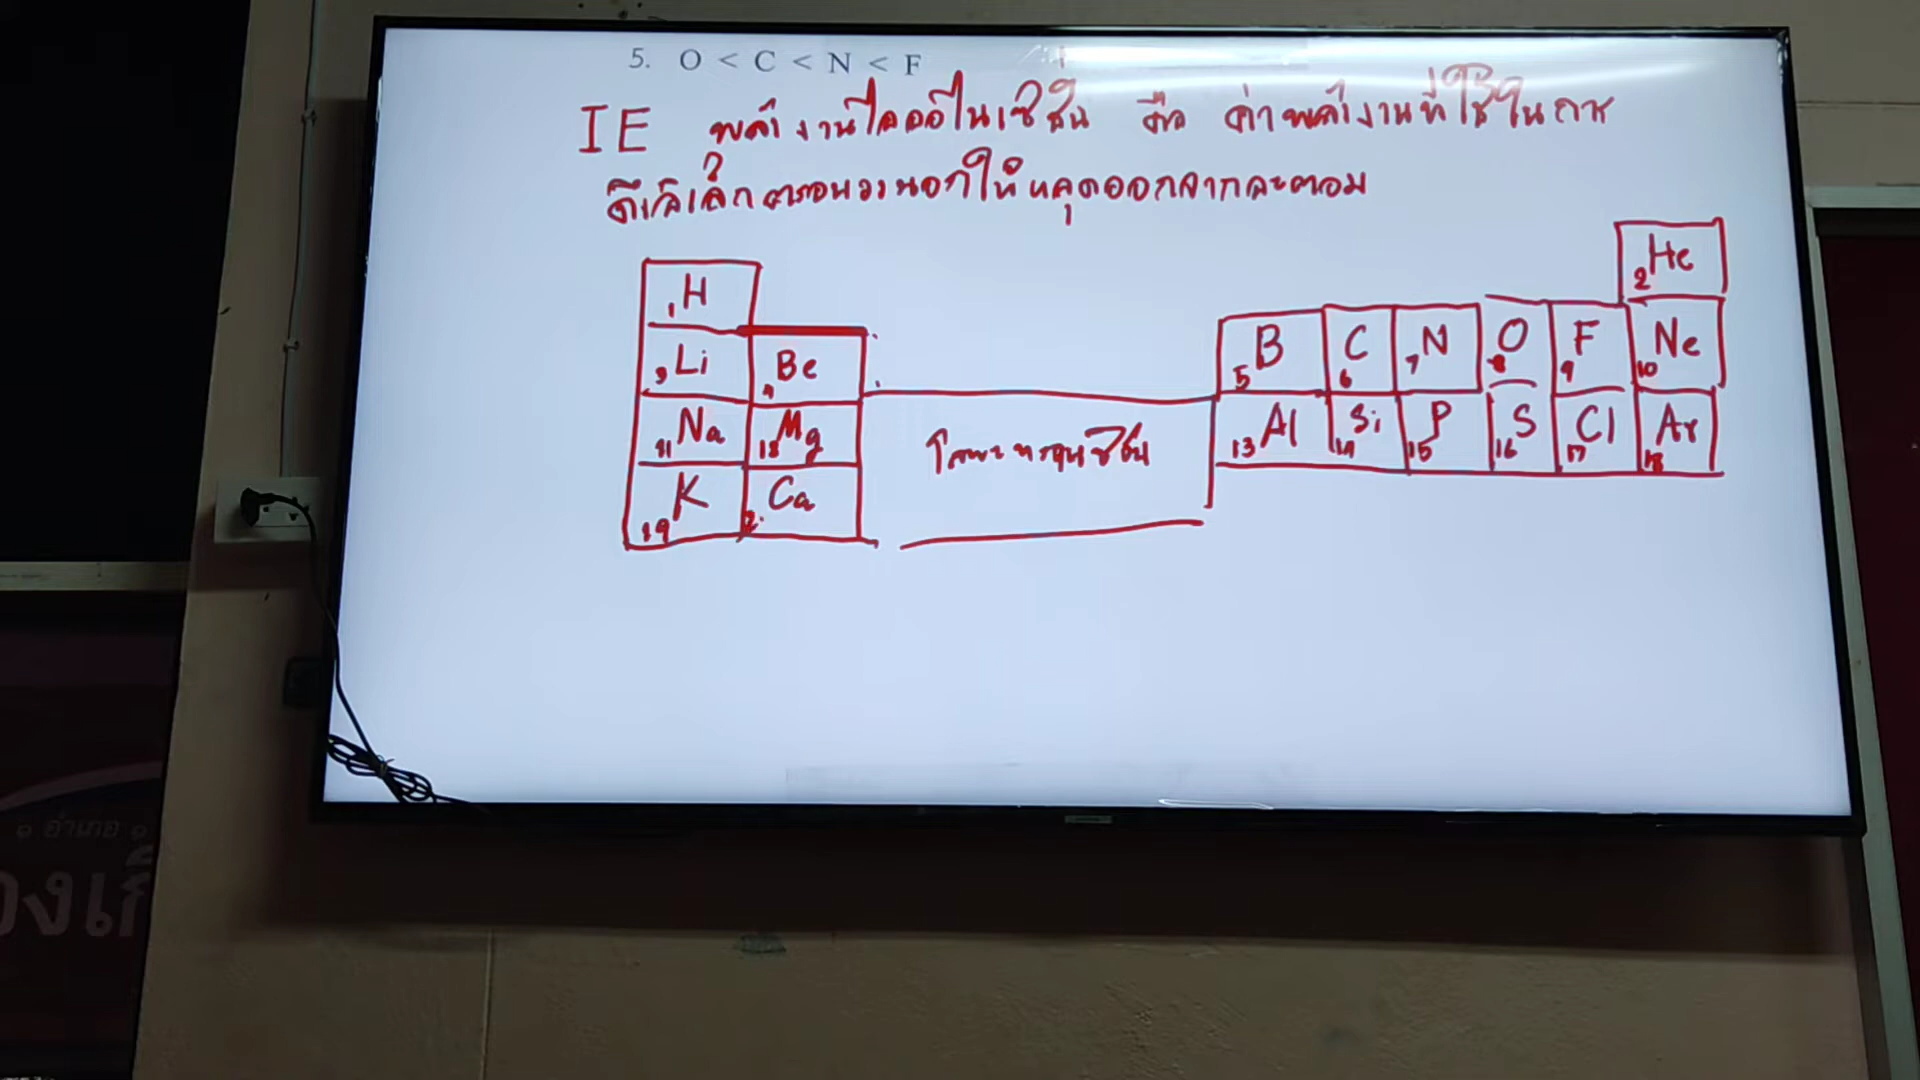 5. O < C < N < F
IE พลังงานไอออไนเซชัน คือ ค่าพลังงานที่ใช้ในการ
ดึงอิเล็กตรอนวงนอกให้หลุดออกจากอะตอม
2 He
1 H
5 B 6 C 7 N 8 O 9 F 10 Ne
3 Li 4 Be
13 Al 14 Si 15 P 16 S 17 Cl 18 Ar
11 Na 12 Mg
โลหะทรานซิชัน
19 K Ca
อำเภอ